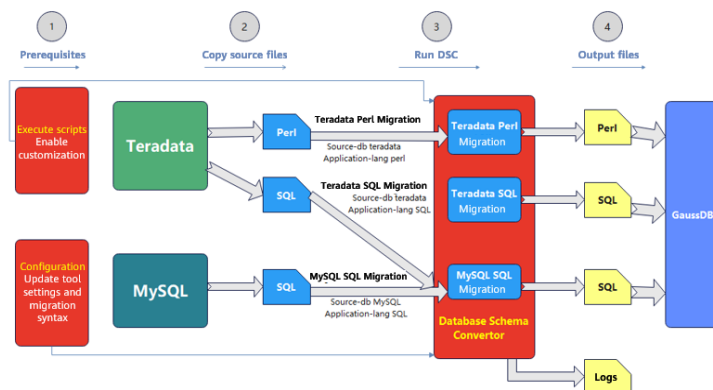 1
2
3
4
Prerequisites
Copy source files
Run DSC
Output files
Execute scripts
Enable
customization
Teradata
Perl
Teradata Perl Migration
Source-db teradata
Application-lang perl
Teradata Perl
Migration
Perl
SQL
Teradata SQL Migration
Source-db teradata
Application-lang SQL
Teradata SQL
Migration
SQL
GaussDB
Configuration
Update tool
settings and
migration
syntax
MySQL
SQL
MySQL SQL Migration
Source-db MySQL
Application-lang SQL
MySQL SQL
Migration
SQL
Database Schema
Convertor
Logs